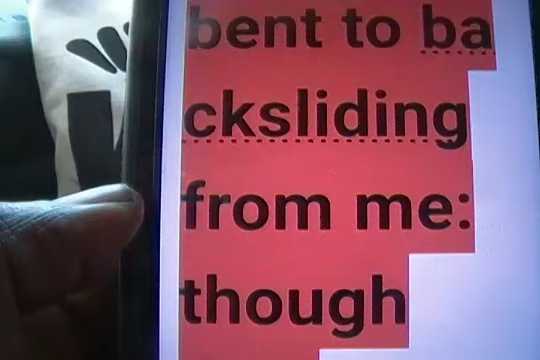 bent to ba
cksliding
from me:
though